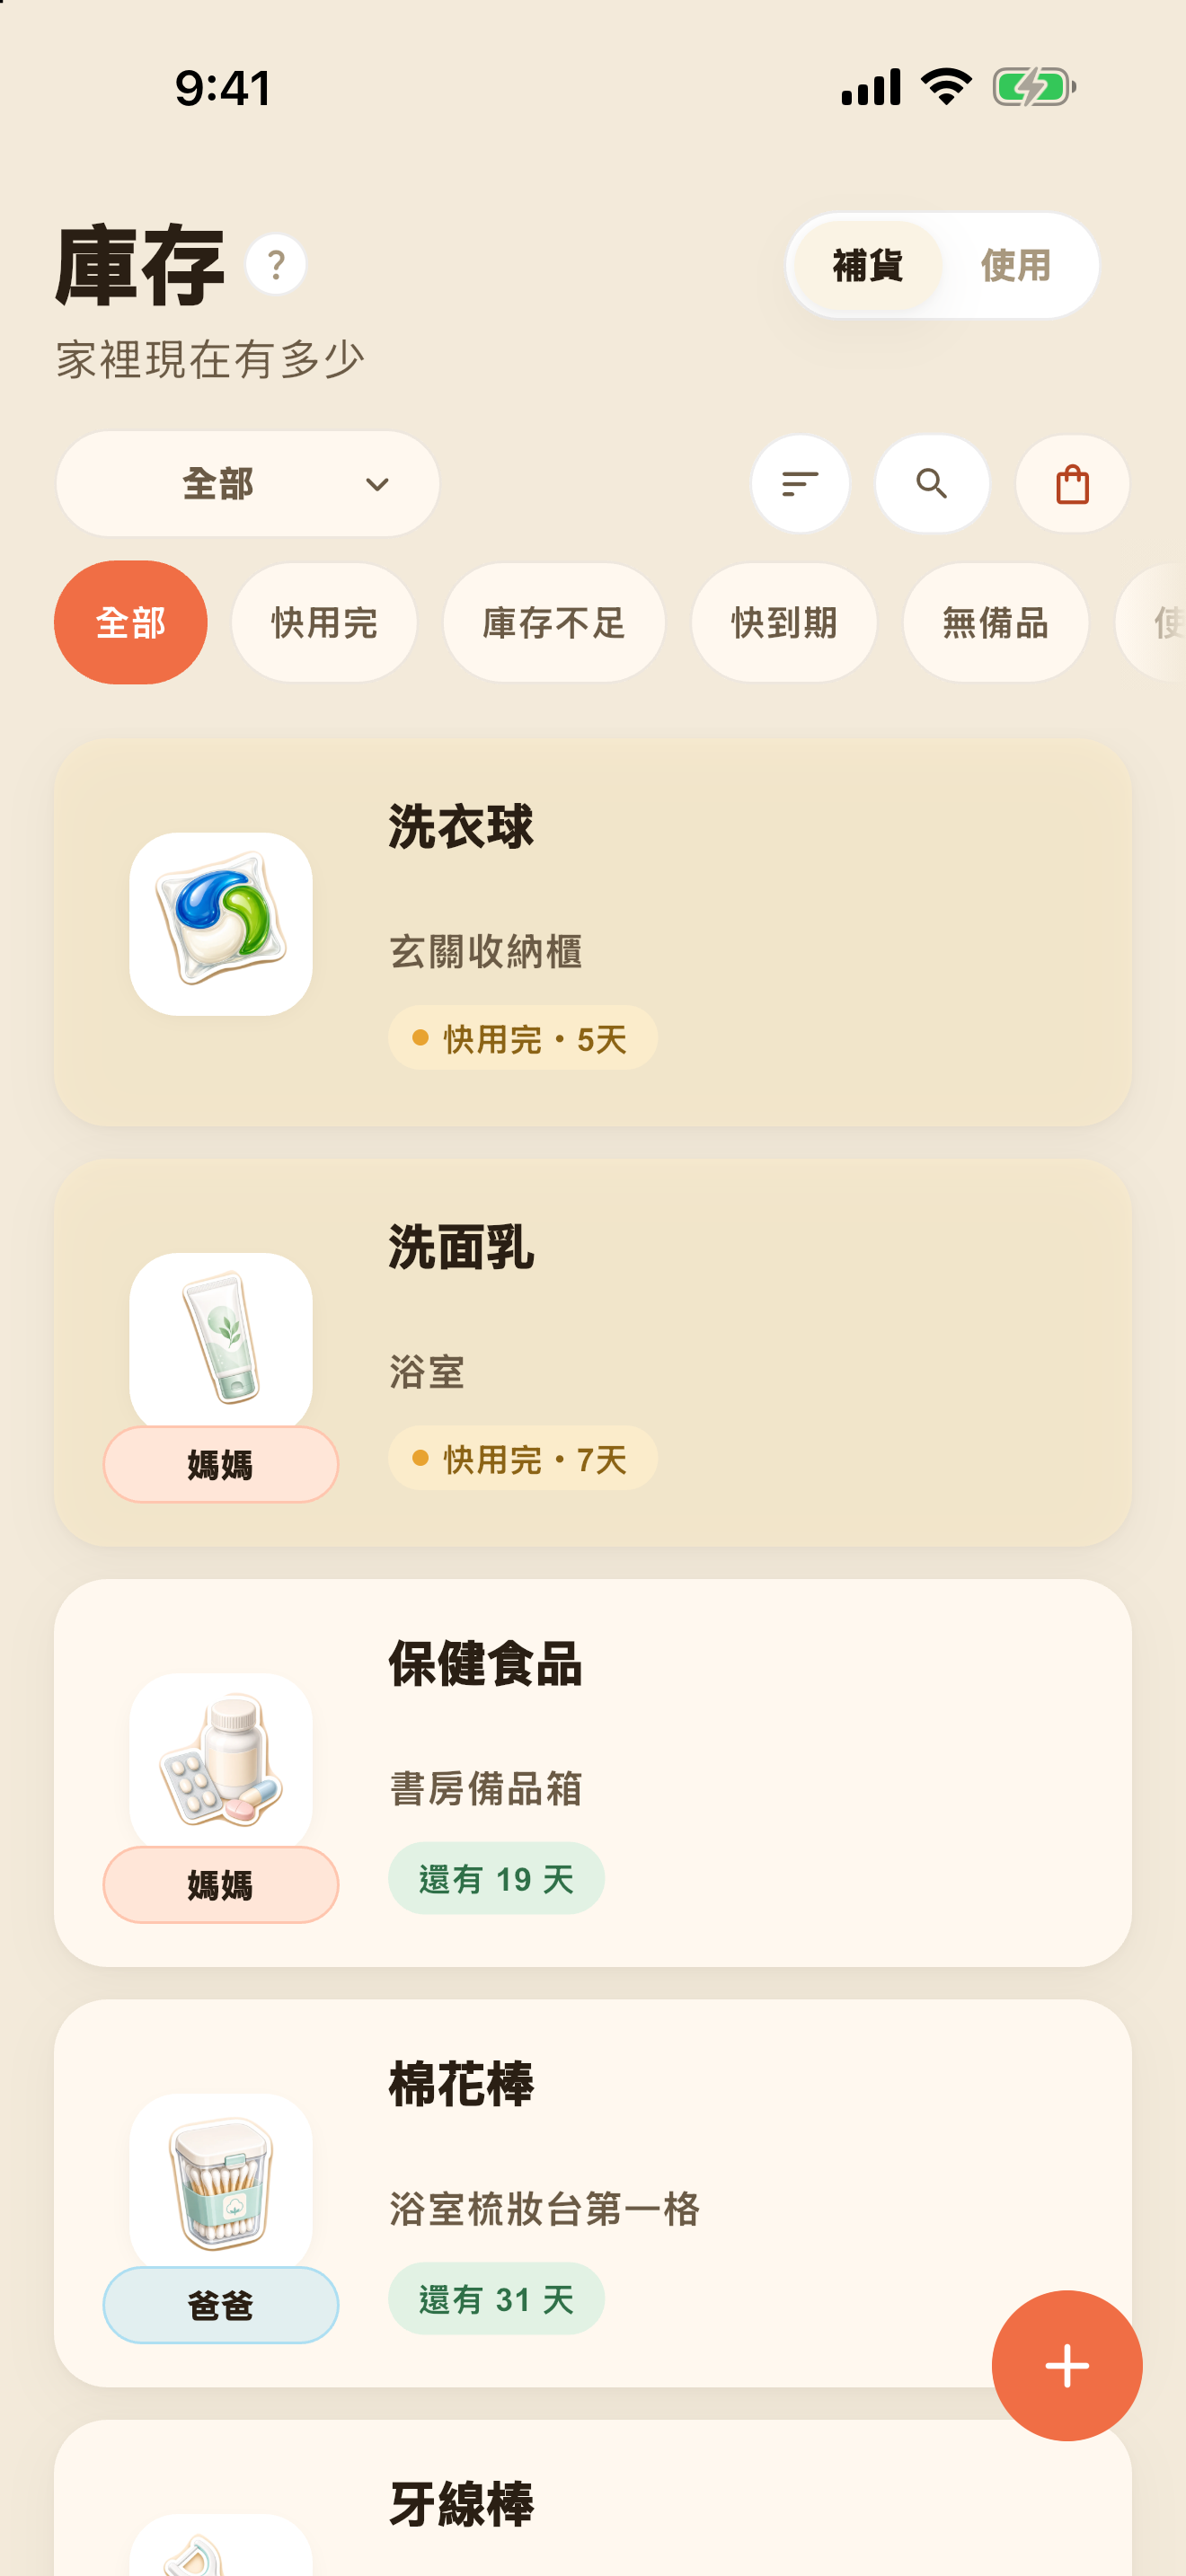 9:41
庫存 ?
補貨 使用
家裡現在有多少
全部
全部 快用完 庫存不足 快到期 無備品
洗衣球
玄關收納櫃
快用完・5天
洗面乳
浴室
快用完・7天
媽媽
保健食品
書房備品箱
還有 19 天
媽媽
棉花棒
浴室梳妝台第一格
還有 31 天
爸爸
牙線棒